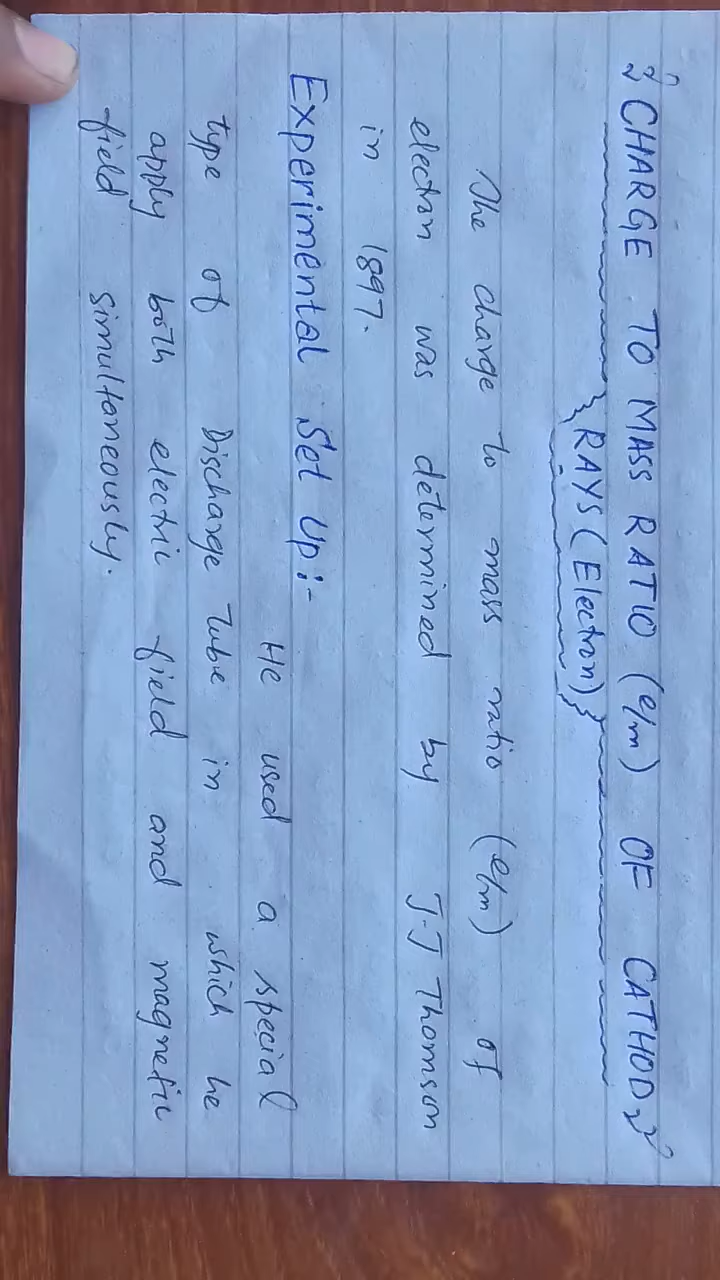 CHARGE TO MASS RATIO (e/m) OF CATHOD
RAYS (Electron)
The charge to mass ratio (e/m) of
electron was determined by J.J Thomson
in 1897.
Experimental Set Up:-
He used a special
type of Discharge Tube in which he
apply both electric field and magnetic
field simultaneously.